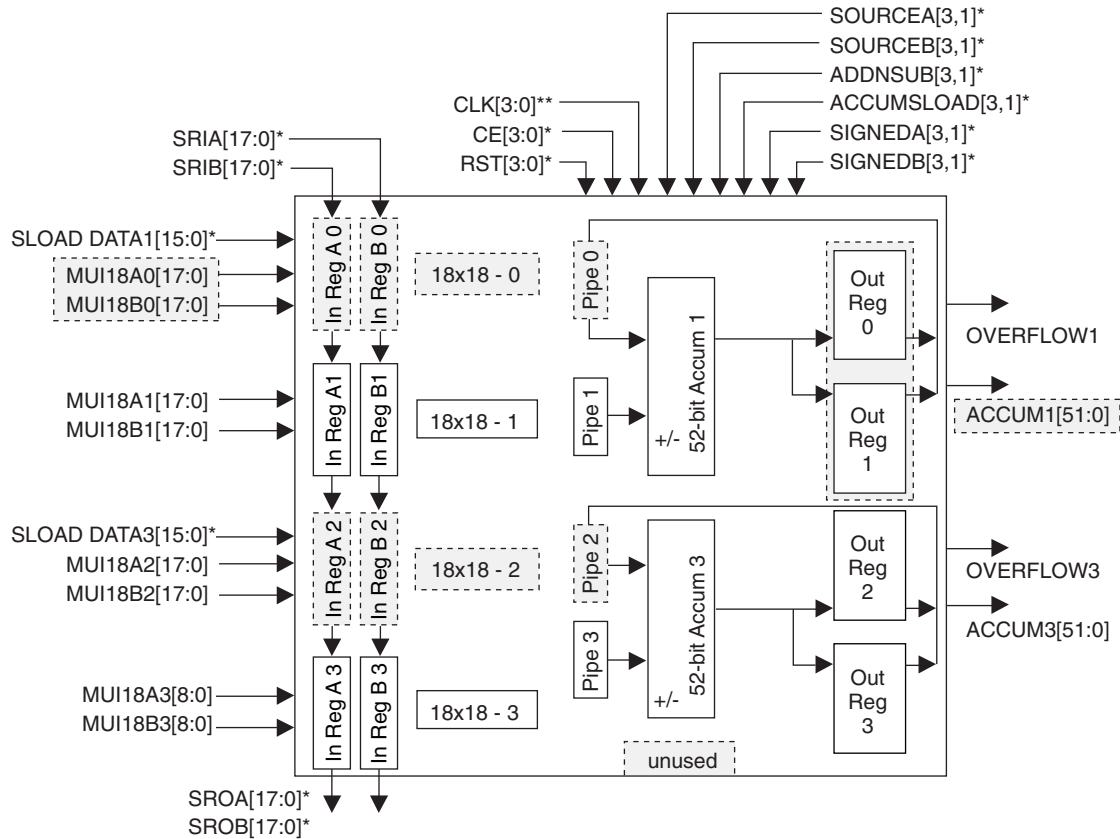 SOURCEA[3,1]*
SOURCEB[3,1]*
ADDNSUB[3,1]*
CLK[3:0]**
ACCUMSLOAD[3,1]*
SRIA[17:0]*
CE[3:0]*
SIGNEDA[3,1]*
SRIB[17:0]*
RST[3:0]*
SIGNEDB[3,1]*
SLOAD DATA1[15:0]*
MUI18A0[17:0]
MUI18B0[17:0]
In Reg A 0
In Reg B 0
18x18 - 0
Pipe 0
52-bit Accum 1
+/-
Out
Reg
0
OVERFLOW1
MUI18A1[17:0]
MUI18B1[17:0]
In Reg A1
In Reg B1
18x18 - 1
Pipe 1
Out
Reg
1
ACCUM1[51:0]
SLOAD DATA3[15:0]*
MUI18A2[17:0]
MUI18B2[17:0]
In Reg A 2
In Reg B 2
18x18 - 2
Pipe 2
52-bit Accum 3
+/-
Out
Reg
2
OVERFLOW3
ACCUM3[51:0]
MUI18A3[8:0]
MUI18B3[8:0]
In Reg A 3
In Reg B 3
18x18 - 3
Pipe 3
Out
Reg
3
unused
SROA[17:0]*
SROB[17:0]*